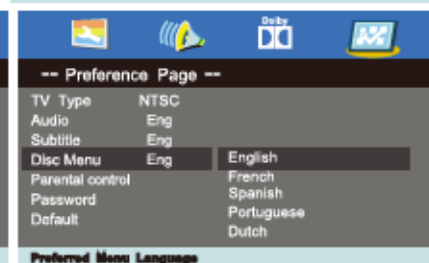 Dolby
-- Preference Page --
TV Type NTSC
Audio Eng
Subtitle Eng
Disc Menu Eng English
Parental control French
Password Spanish
Default Portuguese
Dutch
Preferred Menu Language